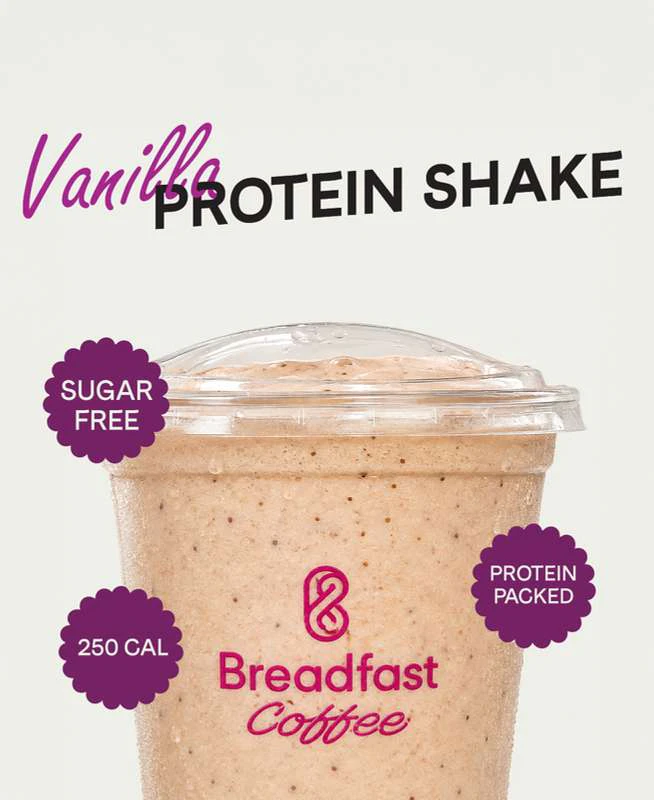 Vanilla PROTEIN SHAKE
SUGAR
FREE
PROTEIN
PACKED
250 CAL
Breadfast
Coffee